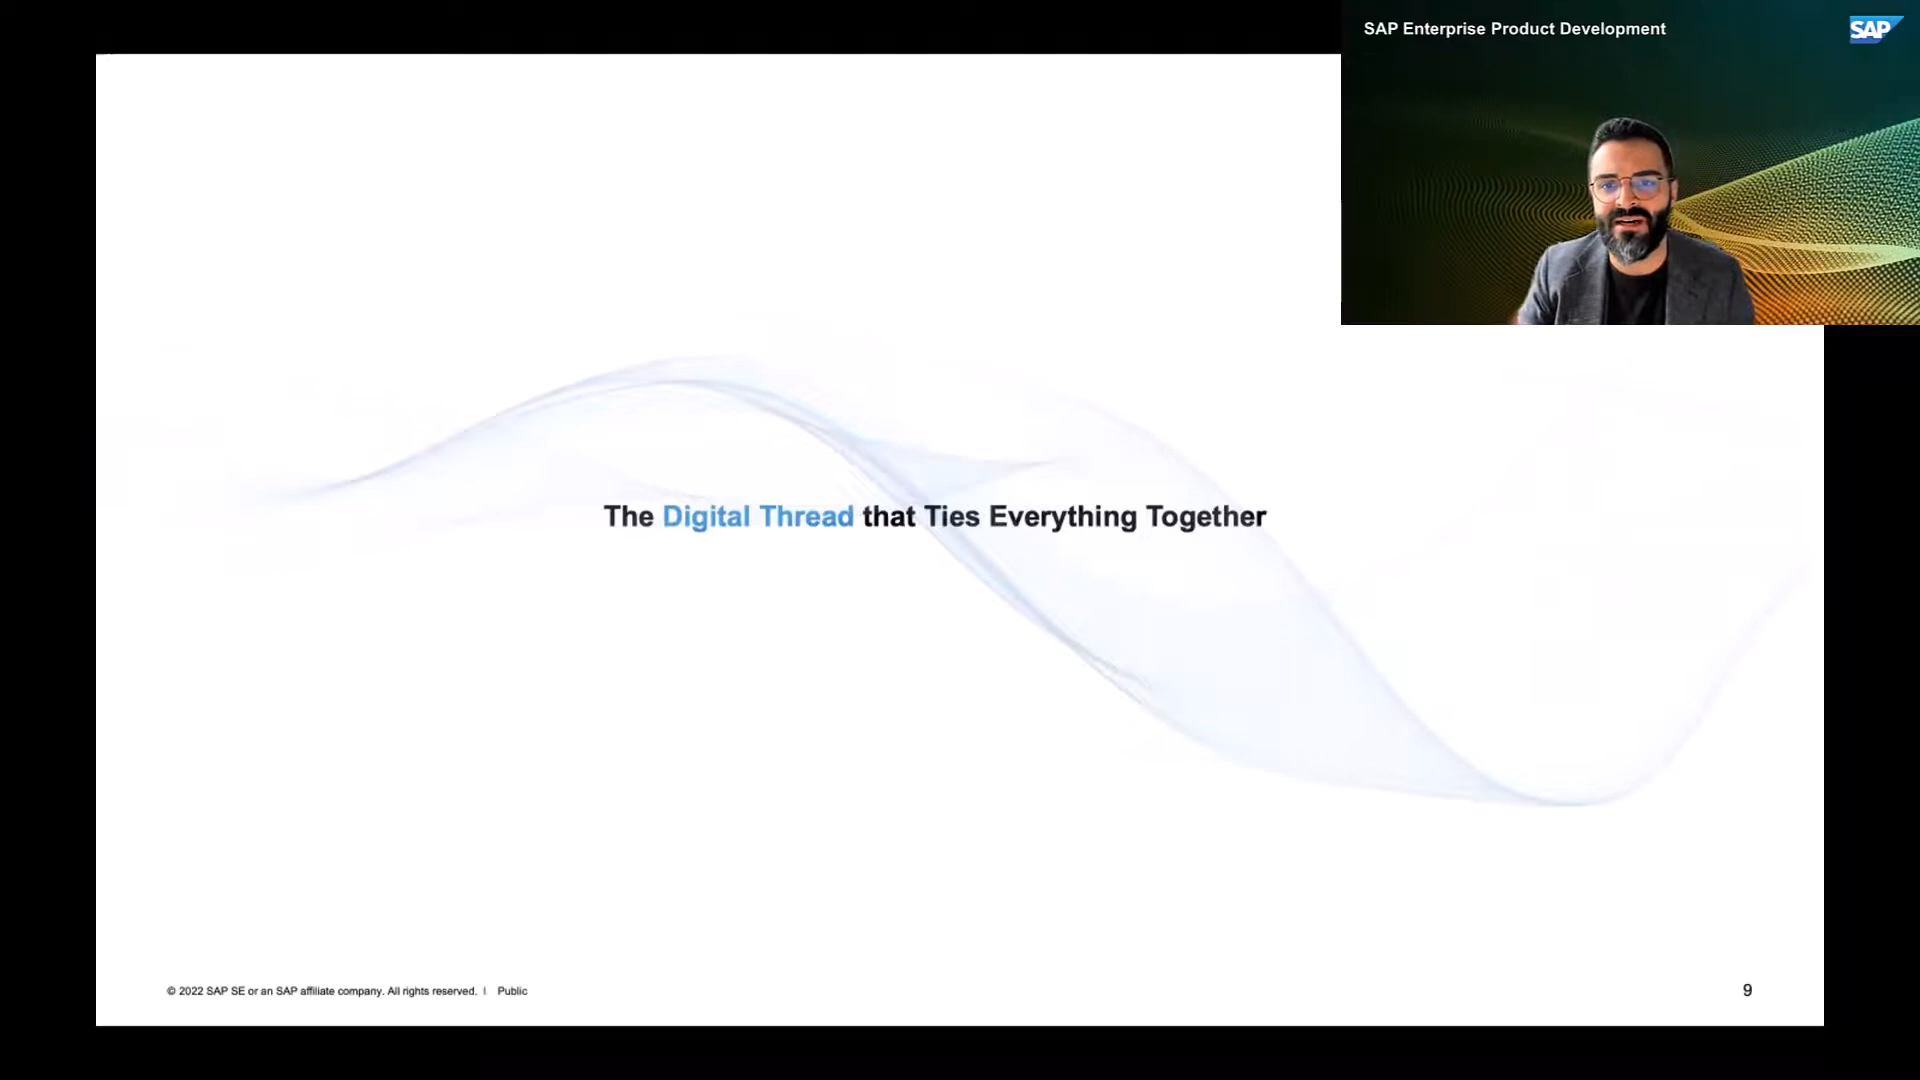 SAP Enterprise Product Development
SAP
The Digital Thread that Ties Everything Together
© 2022 SAP SE or an SAP affiliate company. All rights reserved. | Public
9